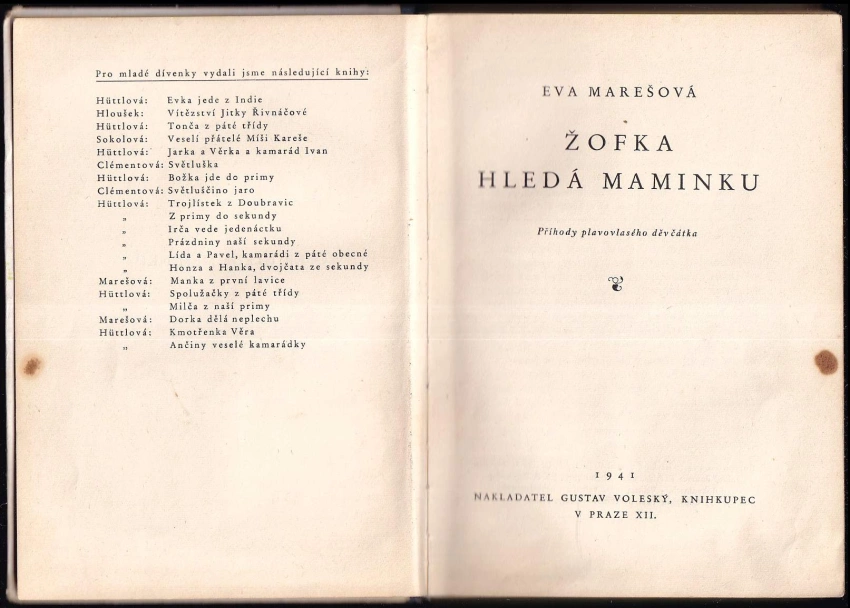 Pro mladé dívenky vydali jsme následující knihy:
Hüttlová: Evka jede z Indie
Hloušek: Vítězství Jitky Řivnáčové
Hüttlová: Tonča z páté třídy
Sokolová: Veselí přátelé Míši Kareše
Hüttlová: Jarka a Věrka a kamarád Ivan
Clémentová: Světluška
Hüttlová: Božka jde do primy
Clémentová: Světluščino jaro
Hüttlová: Trojlístek z Doubravic
„ Z primy do sekundy
„ Irča vede jedenáctku
„ Prázdniny naší sekundy
„ Lída a Pavel, kamarádi z páté obecné
„ Honza a Hanka, dvojčata ze sekundy
Marešová: Manka z první lavice
Hüttlová: Spolužačky z páté třídy
„ Milča z naší primy
Marešová: Dorka dělá neplechu
Hüttlová: Kmotřenka Věra
„ Ančiny veselé kamarádky
EVA MAREŠOVÁ
ŽOFKA
HLEDÁ MAMINKU
Příhody plavovlasého děvčátka
1941
NAKLADATEL GUSTAV VOLESKÝ, KNIHKUPEC
V PRAZE XII.